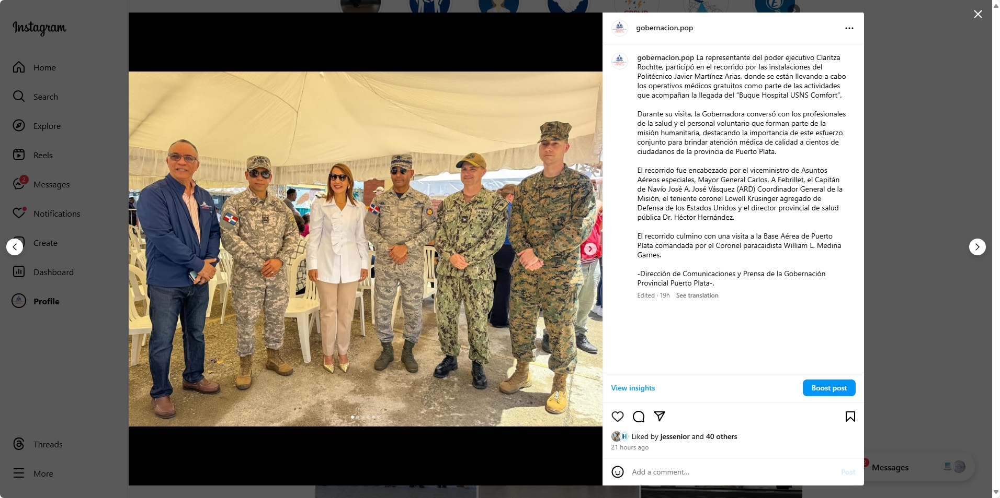 Instagram
Home
Search
Explore
Reels
2
Messages
Notifications
Create
Dashboard
Profile
Threads
More
U.S. NAVY
gobernacion.pop
gobernacion.pop La representante del poder ejecutivo Claritza
Rochtte, participó en el recorrido por las instalaciones del
Politécnico Javier Martínez Arias, donde se están llevando a cabo
los operativos médicos gratuitos como parte de las actividades
que acompañan la llegada del “Buque Hospital USNS Comfort”.
Durante su visita, la Gobernadora conversó con los profesionales
de la salud y el personal voluntario que forman parte de la
misión humanitaria, destacando la importancia de este esfuerzo
conjunto para brindar atención médica de calidad a cientos de
ciudadanos de la provincia de Puerto Plata.
El recorrido fue encabezado por el viceministro de Asuntos
Aéreos especiales, Mayor General Carlos. A Febrillet, el Capitán
de Navío José A. José Vásquez (ARD) Coordinador General de la
Misión, el teniente coronel Lowell Krusinger agregado de
Defensa de los Estados Unidos y el director provincial de salud
pública Dr. Héctor Hernández.
El recorrido culmino con una visita a la Base Aérea de Puerto
Plata comandada por el Coronel paracaidista William L. Medina
Garnes.
-Dirección de Comunicaciones y Prensa de la Gobernación
Provincial Puerto Plata-.
Edited · 19h See translation
View insights
Boost post
Liked by jessenior and 40 others
21 hours ago
Add a comment...
Post
Messages